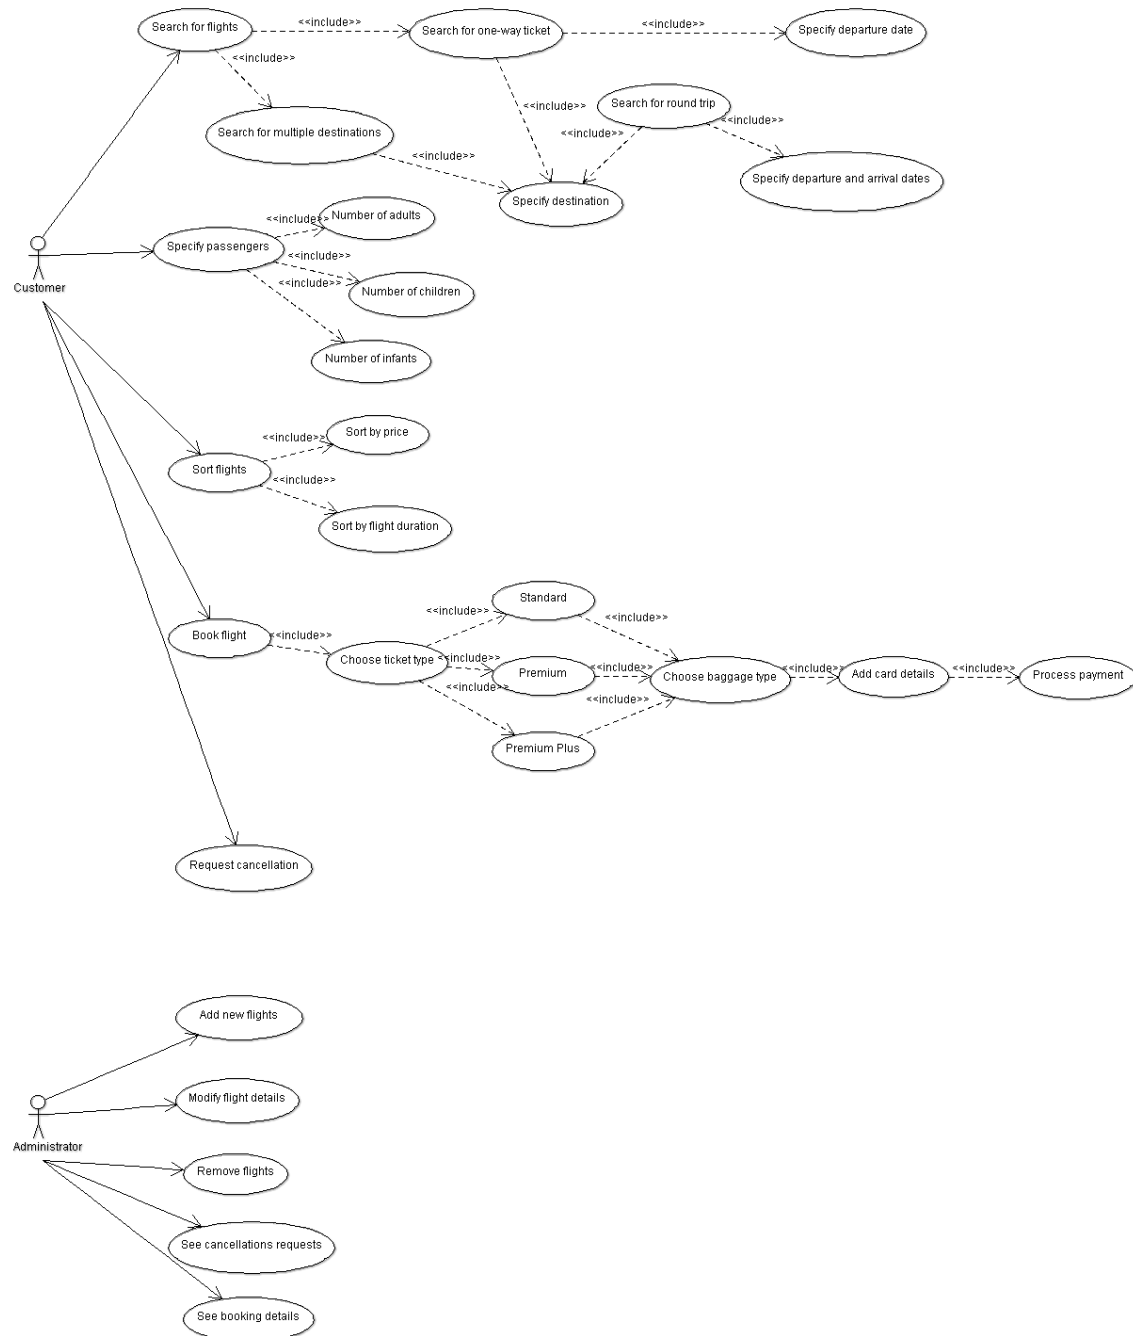 Search for flights
<<include>>
Search for one-way ticket
<<include>>
Specify departure date
<<include>>
Search for multiple destinations
<<include>>
<<include>>
Search for round trip
<<include>>
<<include>>
Specify destination
Specify departure and arrival dates
Customer
Specify passengers
<<include>>
Number of adults
<<include>>
Number of children
<<include>>
Number of infants
Sort flights
<<include>>
Sort by price
<<include>>
Sort by flight duration
Book flight
<<include>>
Choose ticket type
<<include>>
Standard
<<include>>
<<include>>
Premium
<<include>>
<<include>>
Premium Plus
<<include>>
Choose baggage type
<<include>>
Add card details
<<include>>
Process payment
Request cancellation
Add new flights
Modify flight details
Administrator
Remove flights
See cancellations requests
See booking details